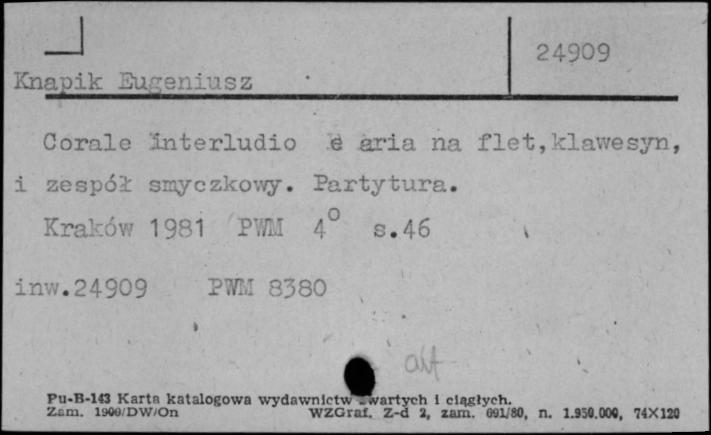 24909
Knapik Eugeniusz
Corale interludio e aria na flet,klawesyn,
i zespół smyczkowy. Partytura.
Kraków 1981 PWM 4° s.46
inw.24909 PWM 8380
Pu-B-143 Karta katalogowa wydawnictw zwartych i ciągłych.
Zam. 1900/DW/On WZGraf. Z-d 2, zam. 691/80, n. 1.950.000, 74×120